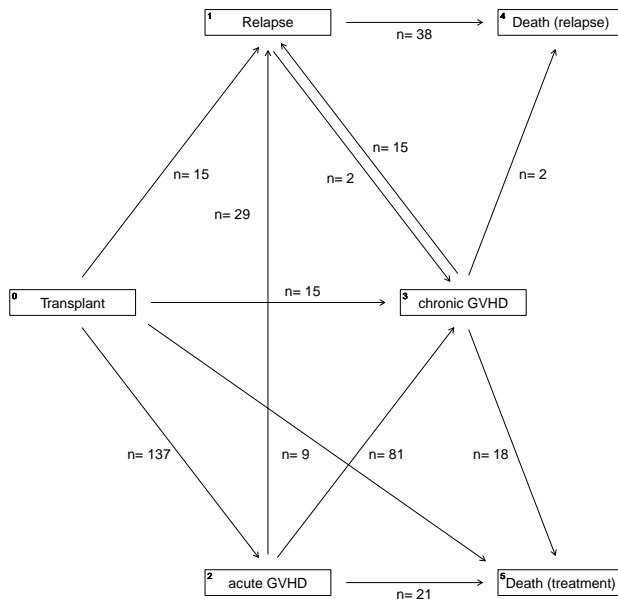 1
Relapse
n= 38
4
Death (relapse)
n= 15
n= 15
n= 2
n= 2
n= 29
0
Transplant
n= 15
3
chronic GVHD
n= 137
n= 9
n= 81
n= 18
2
acute GVHD
n= 21
5
Death (treatment)